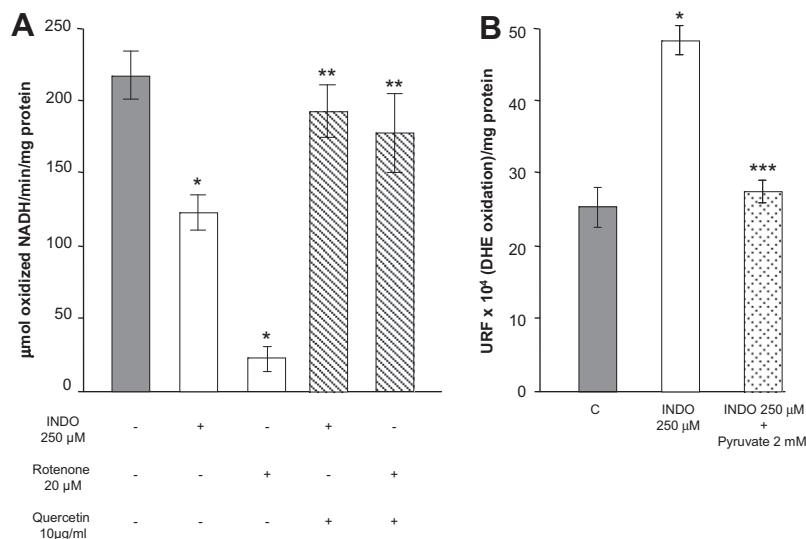 A
µmol oxidized NADH/min/mg protein
250
200
150
100
50
0
*
*
**
**
INDO
250 µM
- + - + -
Rotenone
20 µM
- - + - +
Quercetin
10µg/ml
- - - + +
B
URF x 10⁴ (DHE oxidation)/mg protein
50
40
30
20
10
0
*
***
C
INDO
250 µM
INDO 250 µM
+
Pyruvate 2 mM